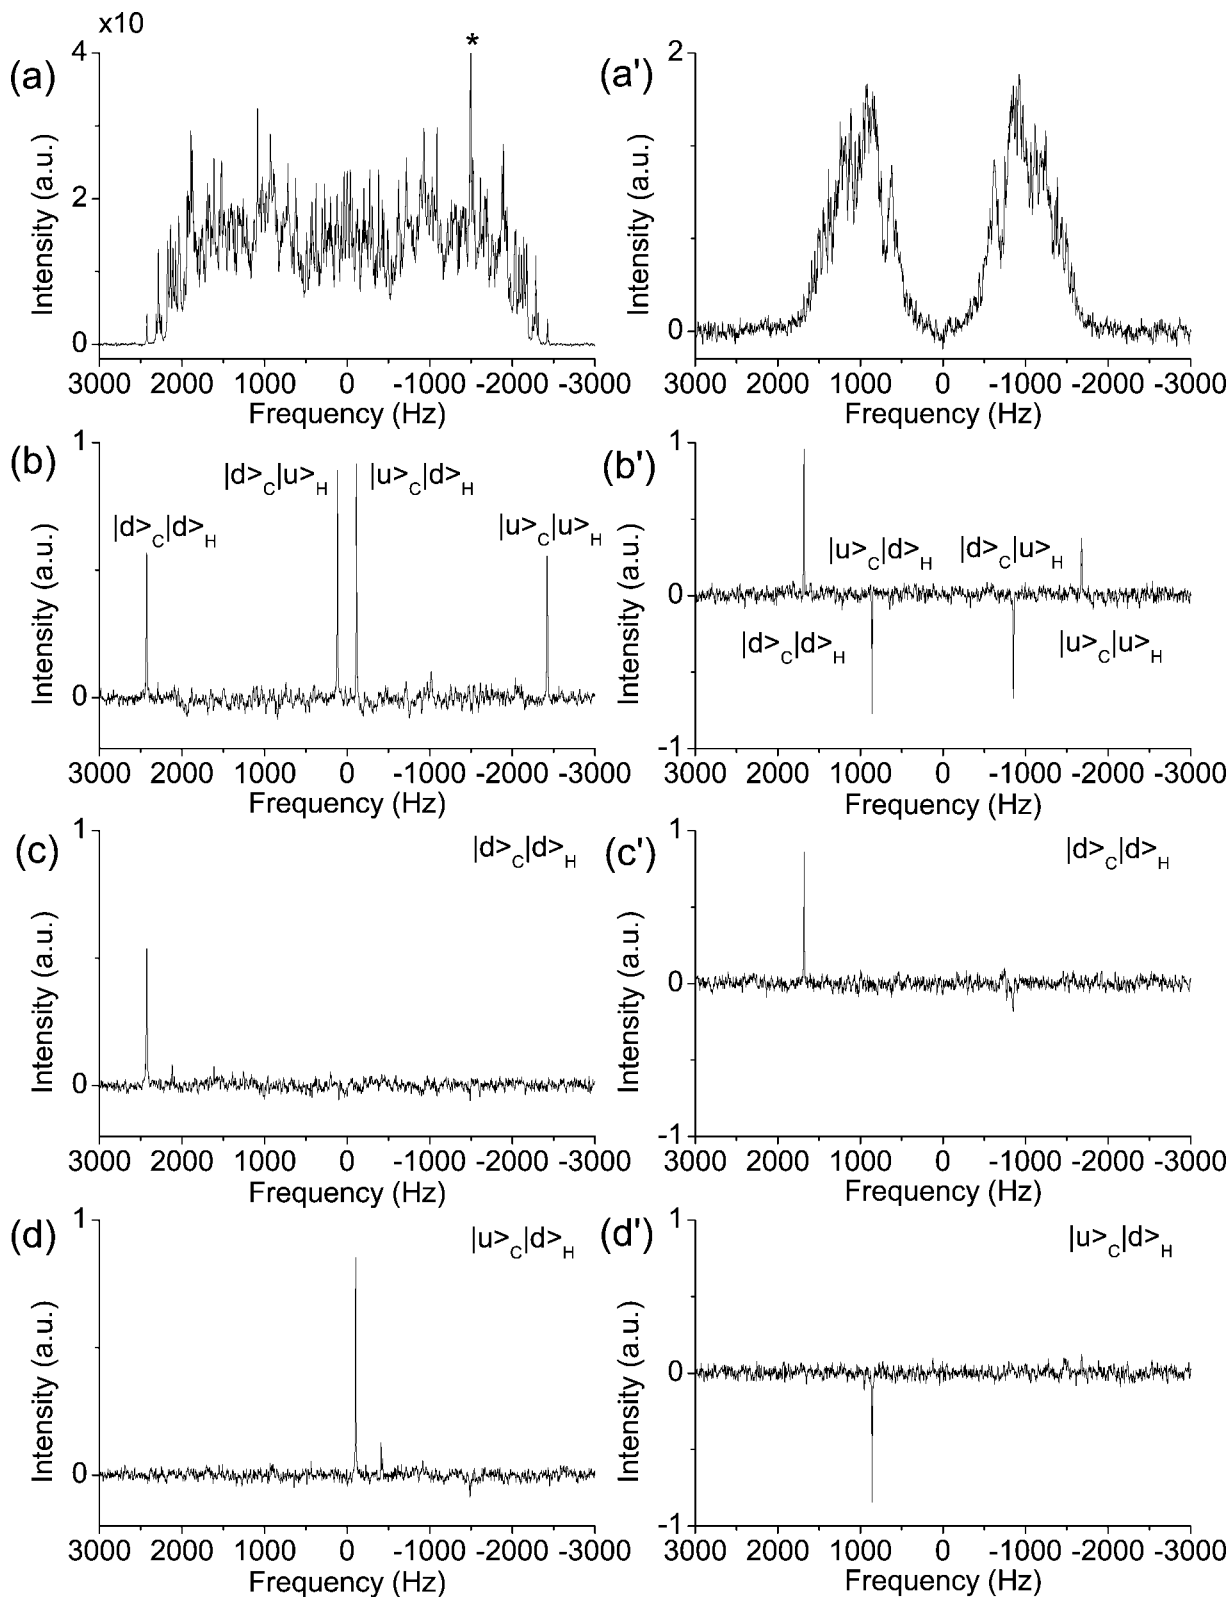 x10
(a)
*
4
2
0
Intensity (a.u.)
3000 2000 1000 0 -1000 -2000 -3000
Frequency (Hz)
(a')
2
0
Intensity (a.u.)
3000 2000 1000 0 -1000 -2000 -3000
Frequency (Hz)
(b)
1
0
Intensity (a.u.)
|d>C|d>H
|d>C|u>H
|u>C|d>H
|u>C|u>H
3000 2000 1000 0 -1000 -2000 -3000
Frequency (Hz)
(b')
1
0
-1
Intensity (a.u.)
|u>C|d>H
|d>C|u>H
|d>C|d>H
|u>C|u>H
3000 2000 1000 0 -1000 -2000 -3000
Frequency (Hz)
(c)
1
0
Intensity (a.u.)
|d>C|d>H
3000 2000 1000 0 -1000 -2000 -3000
Frequency (Hz)
(c')
1
0
-1
Intensity (a.u.)
|d>C|d>H
3000 2000 1000 0 -1000 -2000 -3000
Frequency (Hz)
(d)
1
0
Intensity (a.u.)
|u>C|d>H
3000 2000 1000 0 -1000 -2000 -3000
Frequency (Hz)
(d')
1
0
-1
Intensity (a.u.)
|u>C|d>H
3000 2000 1000 0 -1000 -2000 -3000
Frequency (Hz)